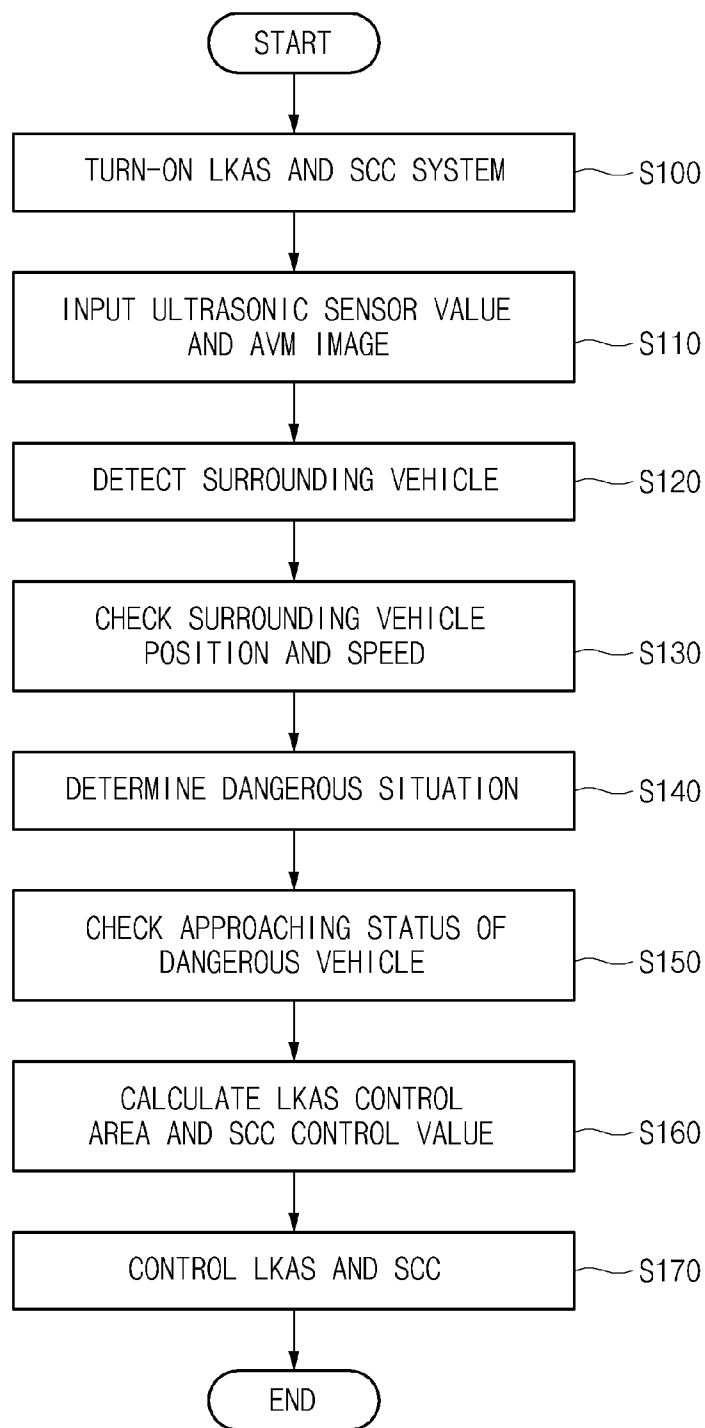 START
TURN-ON LKAS AND SCC SYSTEM
S100
INPUT ULTRASONIC SENSOR VALUE
AND AVM IMAGE
S110
DETECT SURROUNDING VEHICLE
S120
CHECK SURROUNDING VEHICLE
POSITION AND SPEED
S130
DETERMINE DANGEROUS SITUATION
S140
CHECK APPROACHING STATUS OF
DANGEROUS VEHICLE
S150
CALCULATE LKAS CONTROL
AREA AND SCC CONTROL VALUE
S160
CONTROL LKAS AND SCC
S170
END